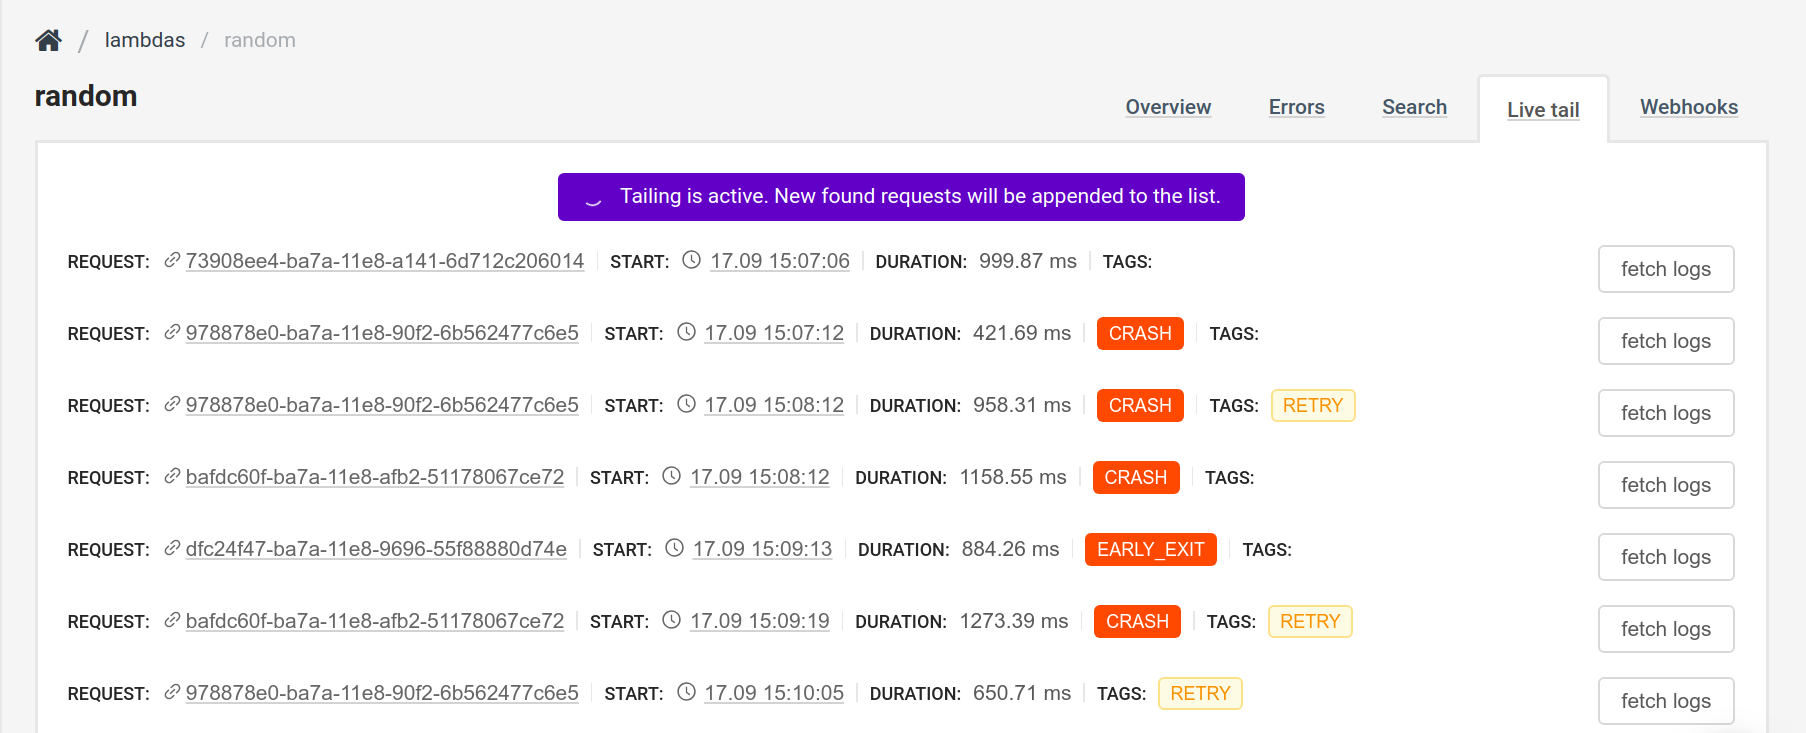 / lambdas / random
random
Overview Errors Search Live tail Webhooks
Tailing is active. New found requests will be appended to the list.
REQUEST: 73908ee4-ba7a-11e8-a141-6d712c206014 START: 17.09 15:07:06 DURATION: 999.87 ms TAGS: fetch logs
REQUEST: 978878e0-ba7a-11e8-90f2-6b562477c6e5 START: 17.09 15:07:12 DURATION: 421.69 ms CRASH TAGS: fetch logs
REQUEST: 978878e0-ba7a-11e8-90f2-6b562477c6e5 START: 17.09 15:08:12 DURATION: 958.31 ms CRASH TAGS: RETRY fetch logs
REQUEST: bafdc60f-ba7a-11e8-afb2-51178067ce72 START: 17.09 15:08:12 DURATION: 1158.55 ms CRASH TAGS: fetch logs
REQUEST: dfc24f47-ba7a-11e8-9696-55f88880d74e START: 17.09 15:09:13 DURATION: 884.26 ms EARLY_EXIT TAGS: fetch logs
REQUEST: bafdc60f-ba7a-11e8-afb2-51178067ce72 START: 17.09 15:09:19 DURATION: 1273.39 ms CRASH TAGS: RETRY fetch logs
REQUEST: 978878e0-ba7a-11e8-90f2-6b562477c6e5 START: 17.09 15:10:05 DURATION: 650.71 ms TAGS: RETRY fetch logs